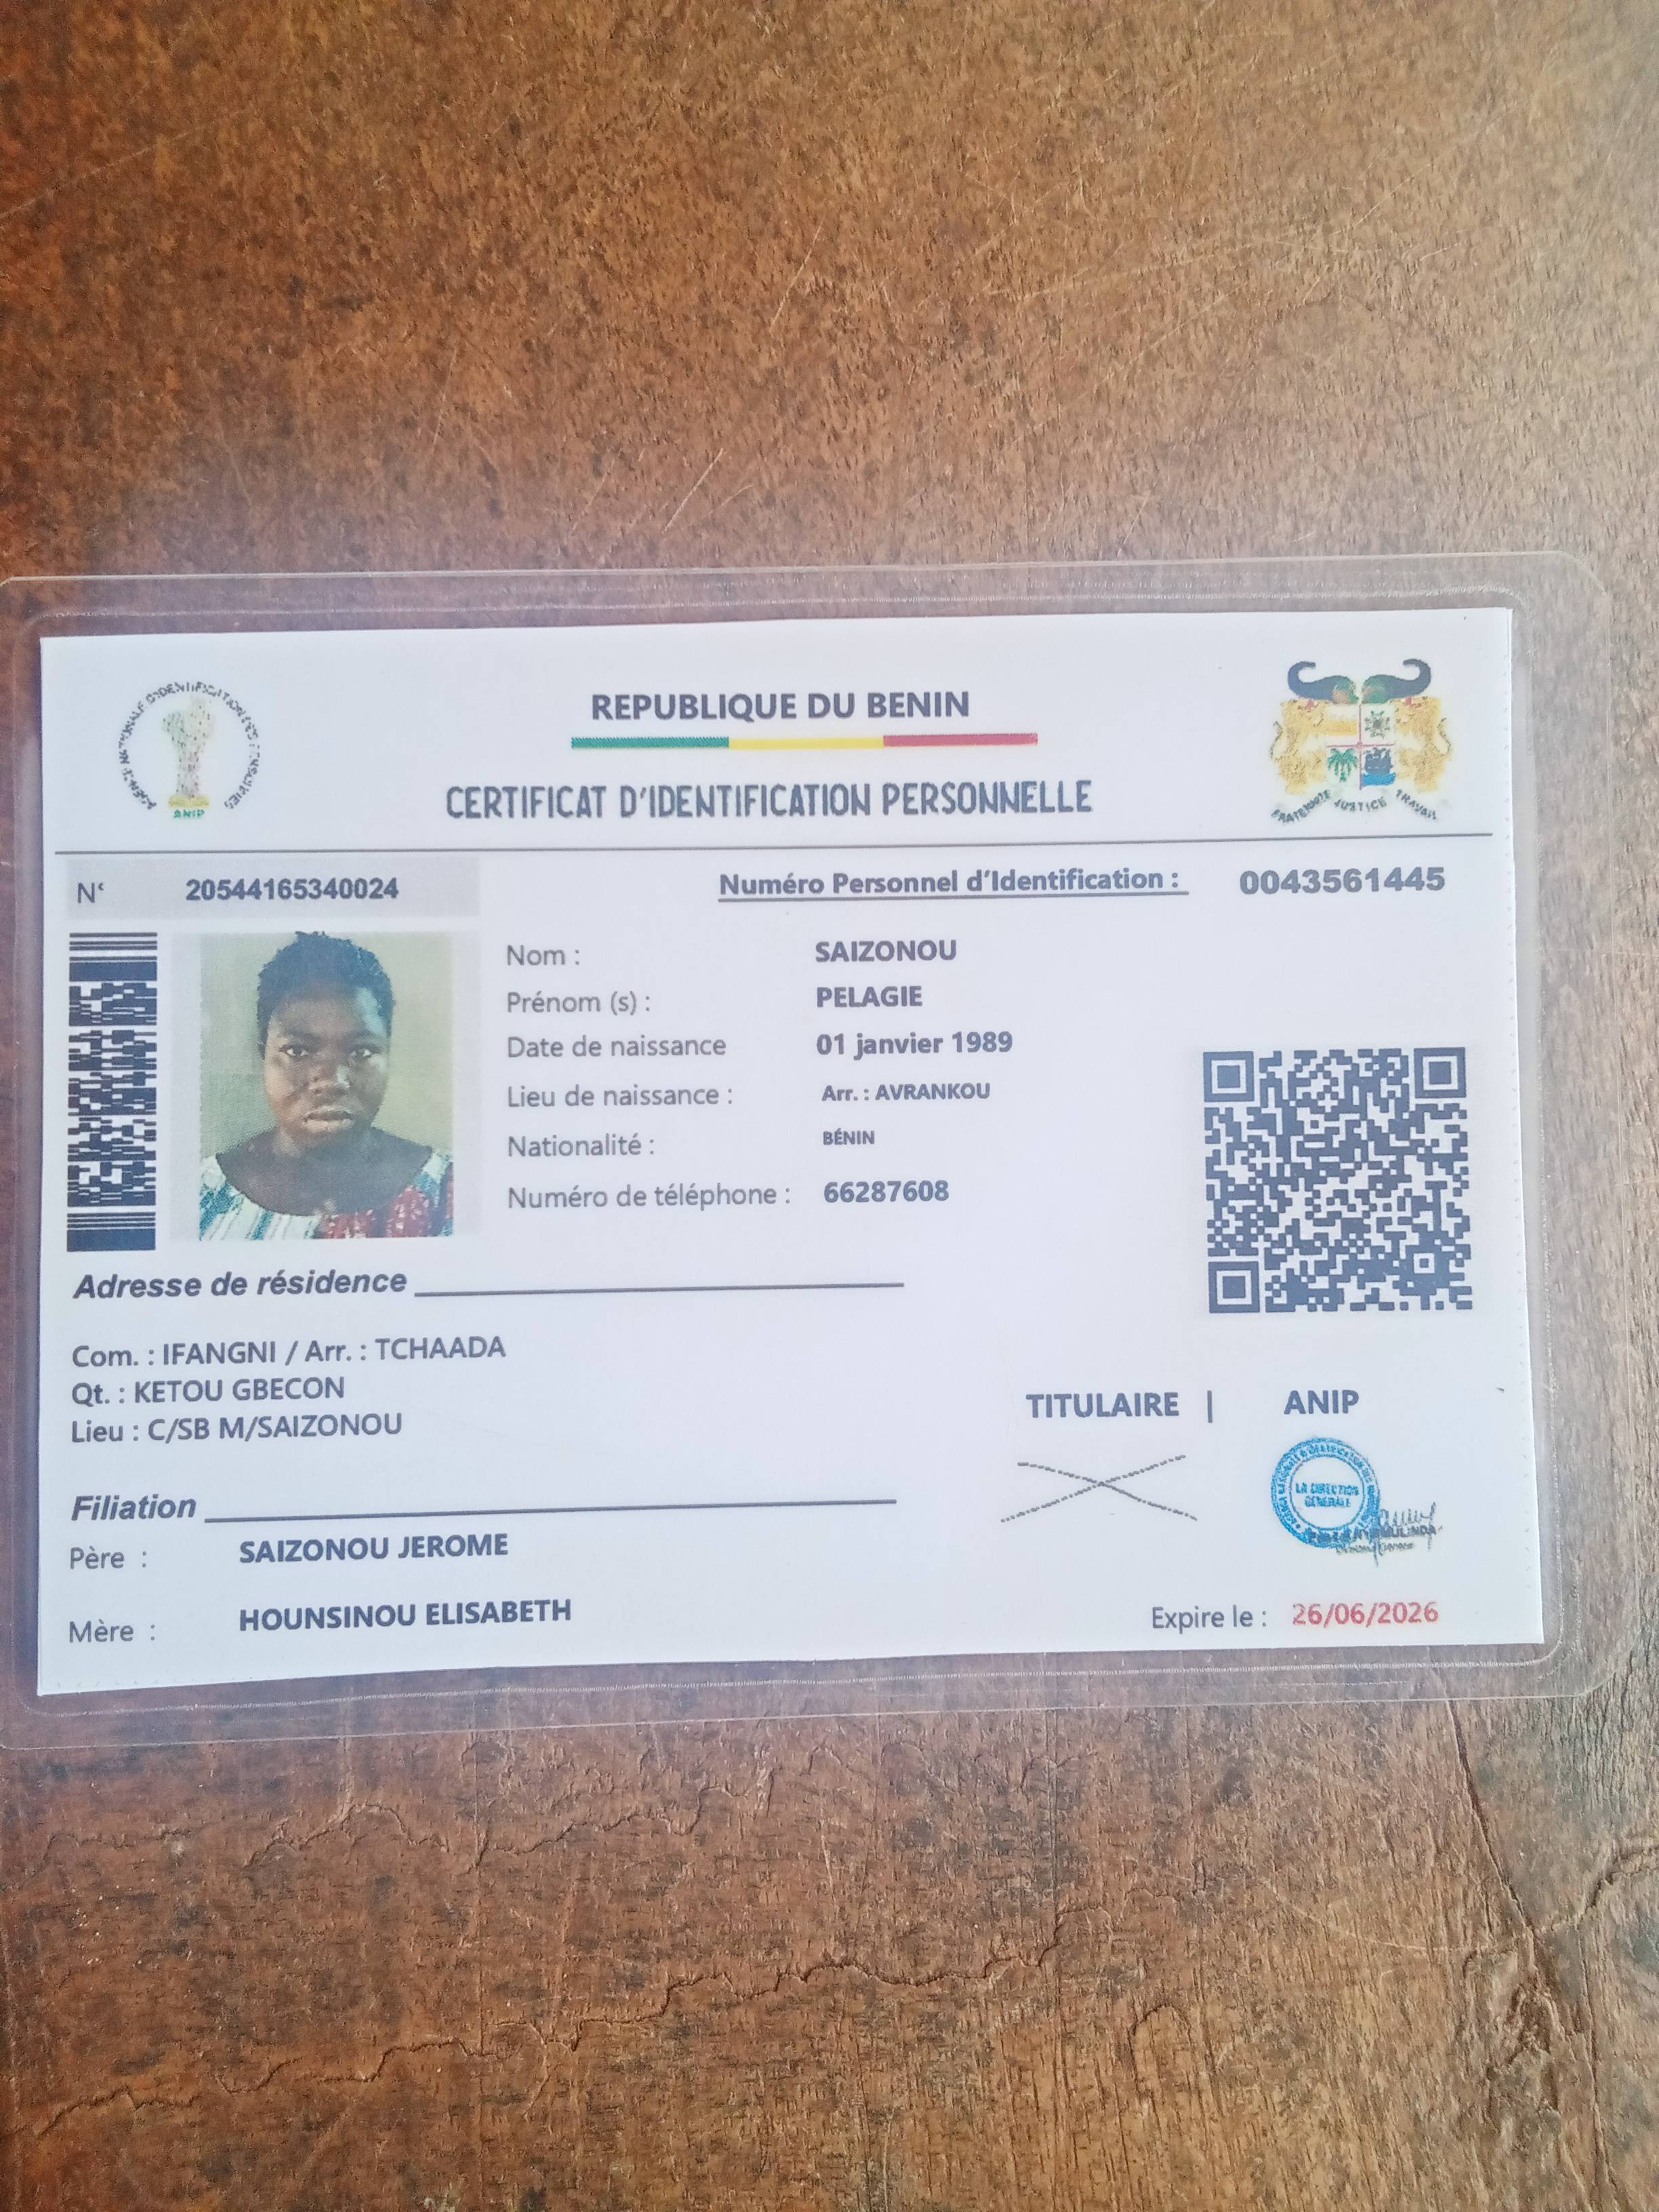 AGENCE NATIONALE D'IDENTIFICATION DES PERSONNES
ANIP
REPUBLIQUE DU BENIN
CERTIFICAT D'IDENTIFICATION PERSONNELLE
FRATERNITE JUSTICE TRAVAIL
N° 20544165340024
Numéro Personnel d'Identification : 0043561445
Nom : SAIZONOU
Prénom (s) : PELAGIE
Date de naissance 01 janvier 1989
Lieu de naissance : Arr. : AVRANKOU
Nationalité : BÉNIN
Numéro de téléphone : 66287608
Adresse de résidence
Com. : IFANGNI / Arr. : TCHAADA
Qt. : KETOU GBECON
Lieu : C/SB M/SAIZONOU
TITULAIRE | ANIP
LA DIRECTION
GENERALE
Filiation
Père : SAIZONOU JEROME
Mère : HOUNSINOU ELISABETH
Expire le : 26/06/2026